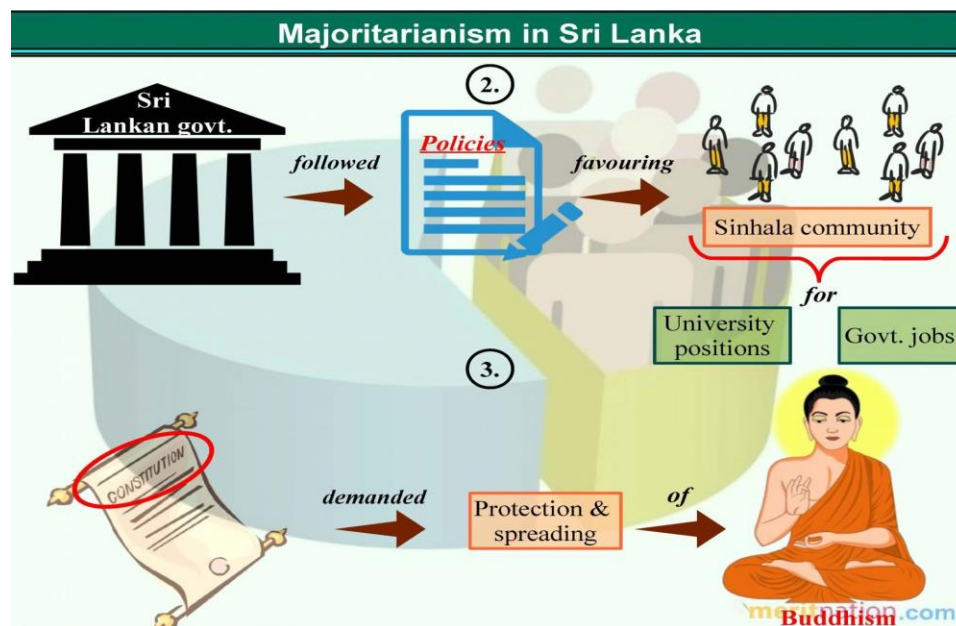 Majoritarianism in Sri Lanka
2.
Sri
Lankan govt.
followed
Policies
favouring
Sinhala community
for
University
positions
Govt. jobs
3.
CONSTITUTION
demanded
Protection &
spreading
of
meritnation.com
Buddhism